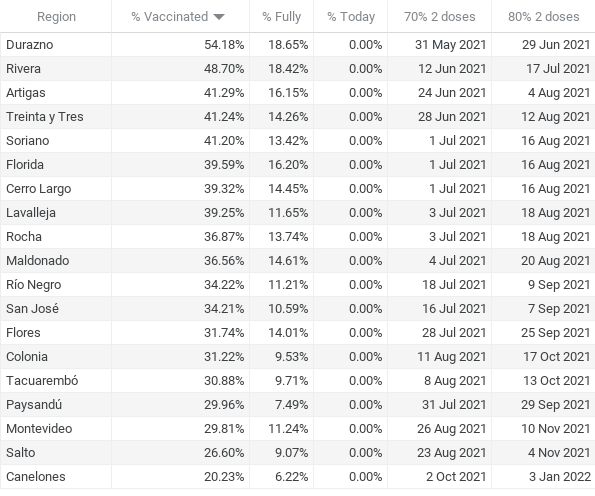 Region % Vaccinated % Fully % Today 70% 2 doses 80% 2 doses
Durazno 54.18% 18.65% 0.00% 31 May 2021 29 Jun 2021
Rivera 48.70% 18.42% 0.00% 12 Jun 2021 17 Jul 2021
Artigas 41.29% 16.15% 0.00% 24 Jun 2021 4 Aug 2021
Treinta y Tres 41.24% 14.26% 0.00% 28 Jun 2021 12 Aug 2021
Soriano 41.20% 13.42% 0.00% 1 Jul 2021 16 Aug 2021
Florida 39.59% 16.20% 0.00% 1 Jul 2021 16 Aug 2021
Cerro Largo 39.32% 14.45% 0.00% 1 Jul 2021 16 Aug 2021
Lavalleja 39.25% 11.65% 0.00% 3 Jul 2021 18 Aug 2021
Rocha 36.87% 13.74% 0.00% 3 Jul 2021 18 Aug 2021
Maldonado 36.56% 14.61% 0.00% 4 Jul 2021 20 Aug 2021
Río Negro 34.22% 11.21% 0.00% 18 Jul 2021 9 Sep 2021
San José 34.21% 10.59% 0.00% 16 Jul 2021 7 Sep 2021
Flores 31.74% 14.01% 0.00% 28 Jul 2021 25 Sep 2021
Colonia 31.22% 9.53% 0.00% 11 Aug 2021 17 Oct 2021
Tacuarembó 30.88% 9.71% 0.00% 8 Aug 2021 13 Oct 2021
Paysandú 29.96% 7.49% 0.00% 31 Jul 2021 29 Sep 2021
Montevideo 29.81% 11.24% 0.00% 26 Aug 2021 10 Nov 2021
Salto 26.60% 9.07% 0.00% 23 Aug 2021 4 Nov 2021
Canelones 20.23% 6.22% 0.00% 2 Oct 2021 3 Jan 2022